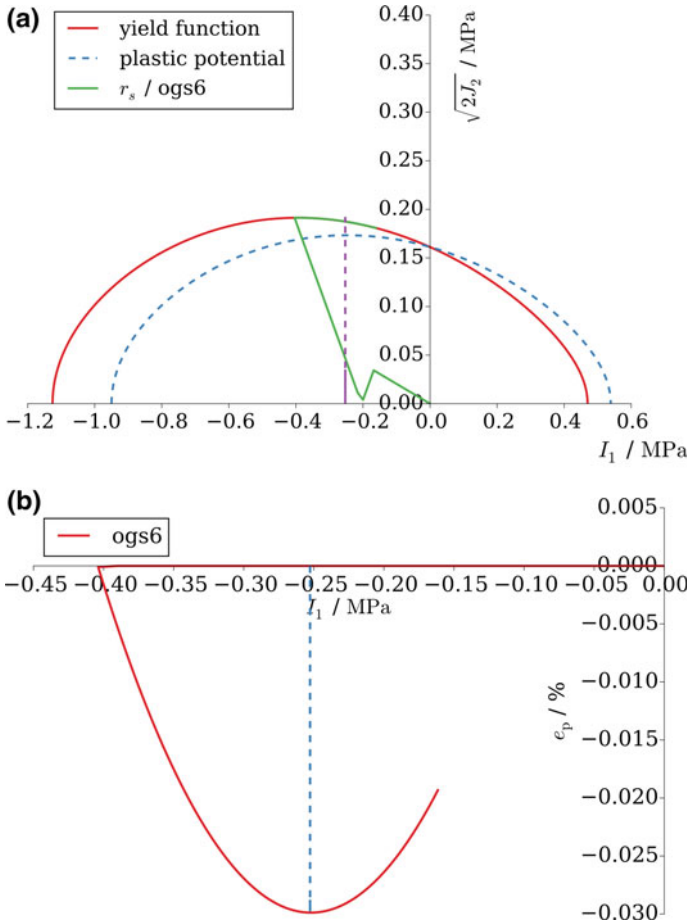 (a)
yield function
plastic potential
r_s / ogs6
√2J₂ / MPa
0.40
0.35
0.30
0.25
0.20
0.15
0.10
0.05
0.00
−1.2 −1.0 −0.8 −0.6 −0.4 −0.2 0.0 0.2 0.4 0.6
I₁ / MPa
(b)
ogs6
0.005
0.000
−0.45 −0.40 −0.35 −0.30 −0.25 −0.20 −0.15 −0.10 −0.05 0.00
I₁ / MPa
−0.005
−0.010
−0.015
−0.020
−0.025
−0.030
e_p / %